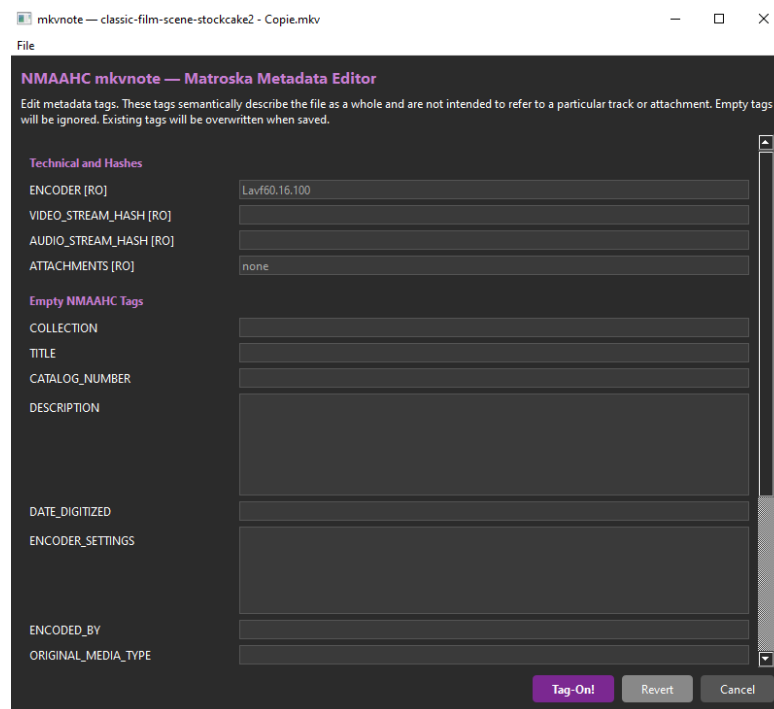 mkvnote — classic-film-scene-stockcake2 - Copie.mkv
File
NMAAHC mkvnote — Matroska Metadata Editor
Edit metadata tags. These tags semantically describe the file as a whole and are not intended to refer to a particular track or attachment. Empty tags
will be ignored. Existing tags will be overwritten when saved.
Technical and Hashes
ENCODER [RO] Lavf60.16.100
VIDEO_STREAM_HASH [RO]
AUDIO_STREAM_HASH [RO]
ATTACHMENTS [RO] none
Empty NMAAHC Tags
COLLECTION
TITLE
CATALOG_NUMBER
DESCRIPTION
DATE_DIGITIZED
ENCODER_SETTINGS
ENCODED_BY
ORIGINAL_MEDIA_TYPE
Tag-On! Revert Cancel